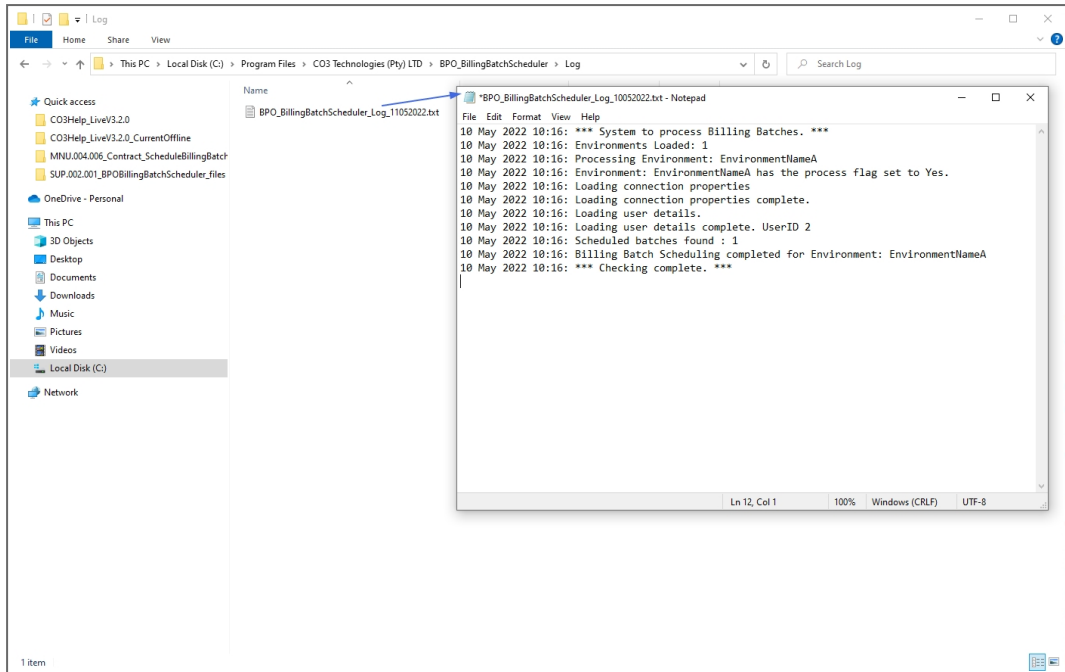 Log
File Home Share View
This PC > Local Disk (C:) > Program Files > CO3 Technologies (Pty) LTD > BPO_BillingBatchScheduler > Log
Search Log
Quick access
CO3Help_LiveV3.2.0
CO3Help_LiveV3.2.0_CurrentOffline
MNU.004.006_Contract_ScheduleBillingBatch
SUP.002.001_BPOBillingBatchScheduler_files
OneDrive - Personal
This PC
3D Objects
Desktop
Documents
Downloads
Music
Pictures
Videos
Local Disk (C:)
Network
Name
BPO_BillingBatchScheduler_Log_11052022.txt
*BPO_BillingBatchScheduler_Log_10052022.txt - Notepad
File Edit Format View Help
10 May 2022 10:16: *** System to process Billing Batches. ***
10 May 2022 10:16: Environments Loaded: 1
10 May 2022 10:16: Processing Environment: EnvironmentNameA
10 May 2022 10:16: Environment: EnvironmentNameA has the process flag set to Yes.
10 May 2022 10:16: Loading connection properties
10 May 2022 10:16: Loading connection properties complete.
10 May 2022 10:16: Loading user details.
10 May 2022 10:16: Loading user details complete. UserID 2
10 May 2022 10:16: Scheduled batches found : 1
10 May 2022 10:16: Billing Batch Scheduling completed for Environment: EnvironmentNameA
10 May 2022 10:16: *** Checking complete. ***
Ln 12, Col 1 100% Windows (CRLF) UTF-8
1 item